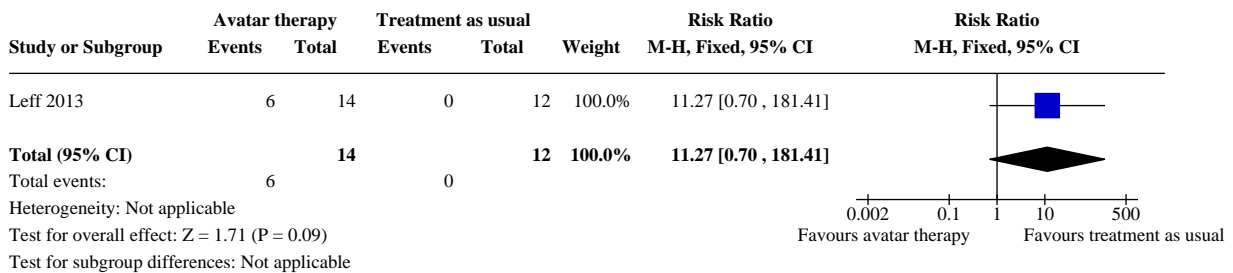 Avatar therapy Treatment as usual Risk Ratio Risk Ratio
Study or Subgroup Events Total Events Total Weight M-H, Fixed, 95% CI M-H, Fixed, 95% CI
Leff 2013 6 14 0 12 100.0% 11.27 [0.70 , 181.41]
Total (95% CI) 14 12 100.0% 11.27 [0.70 , 181.41]
Total events: 6 0
Heterogeneity: Not applicable
0.002 0.1 1 10 500
Test for overall effect: Z = 1.71 (P = 0.09) Favours avatar therapy Favours treatment as usual
Test for subgroup differences: Not applicable